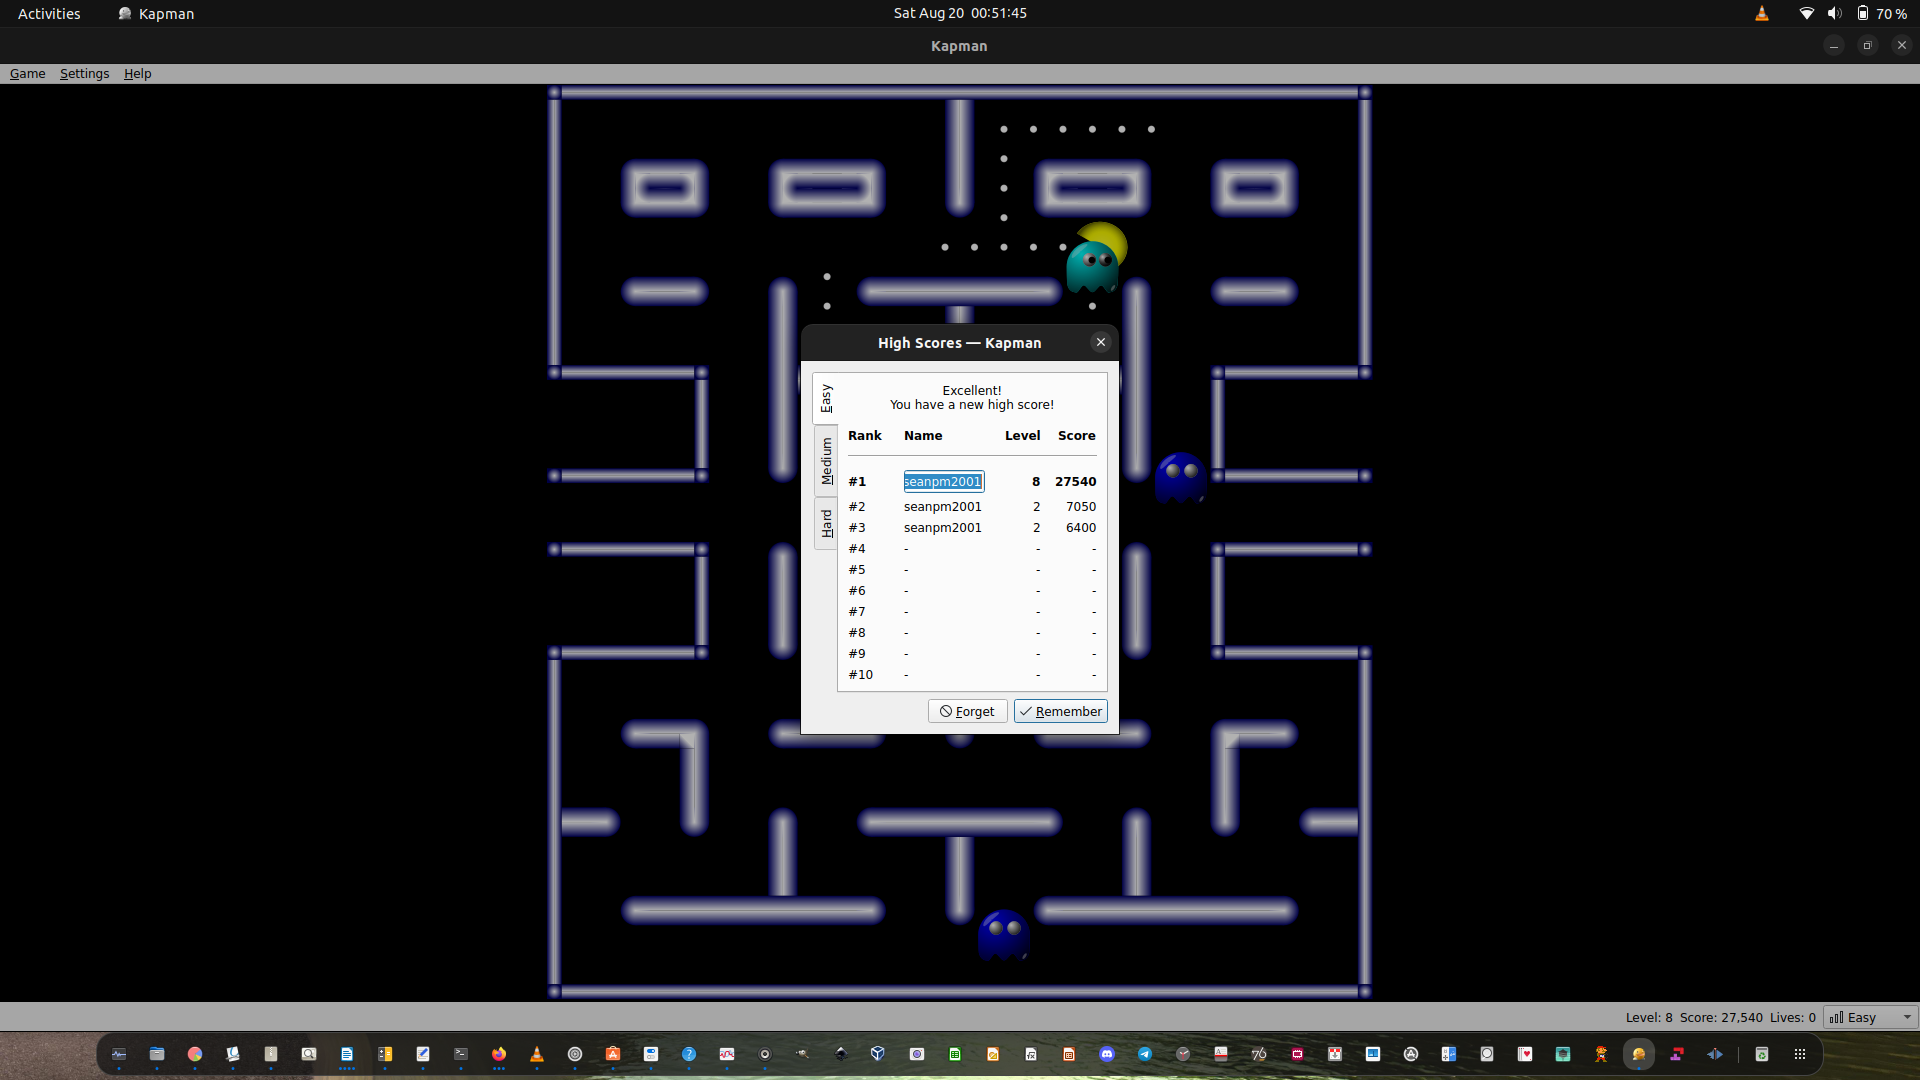 Activities Kapman Sat Aug 20 00:51:45 70 %
Kapman
Game Settings Help
High Scores — Kapman
Easy
Medium
Hard
Excellent!
You have a new high score!
Rank Name Level Score
#1 seanpm2001 8 27540
#2 seanpm2001 2 7050
#3 seanpm2001 2 6400
#4 - - -
#5 - - -
#6 - - -
#7 - - -
#8 - - -
#9 - - -
#10 - - -
Forget Remember
Level: 8 Score: 27,540 Lives: 0 Easy
76